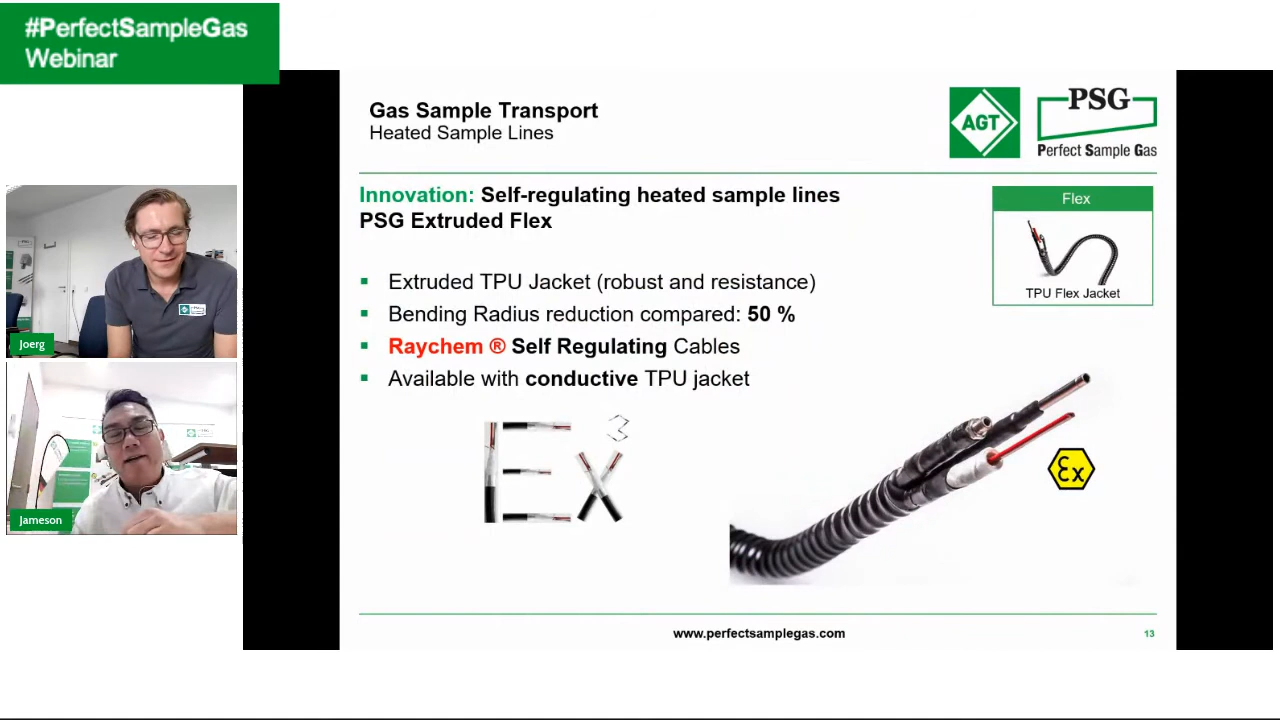 #PerfectSampleGas
Webinar
Gas Sample Transport
Heated Sample Lines
AGT
PSG
Perfect Sample Gas
Innovation: Self-regulating heated sample lines
PSG Extruded Flex
Flex
TPU Flex Jacket
▪ Extruded TPU Jacket (robust and resistance)
▪ Bending Radius reduction compared: 50 %
▪ Raychem ® Self Regulating Cables
▪ Available with conductive TPU jacket
Ex3
Ex
Joerg
Jameson
www.perfectsamplegas.com
13